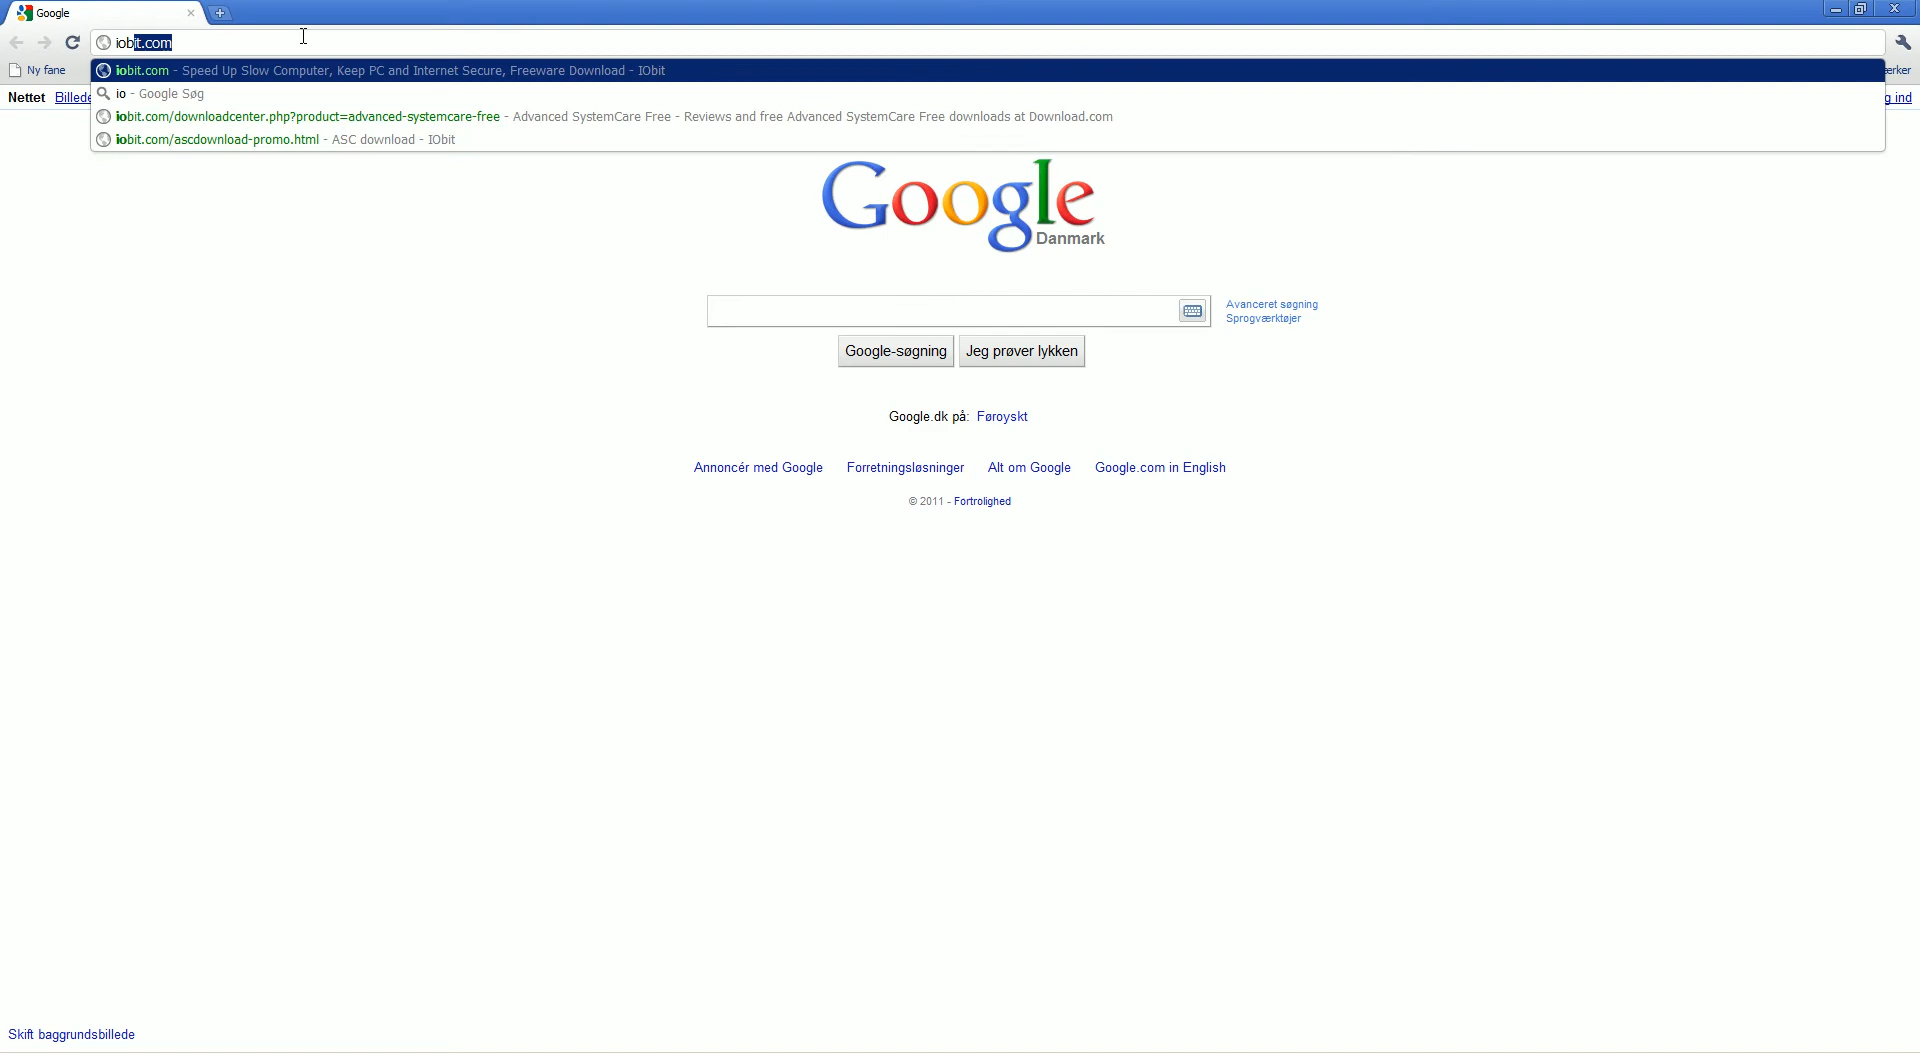 Google
iobit.com
Ny fane
iobit.com - Speed Up Slow Computer, Keep PC and Internet Secure, Freeware Download - IObit
ærker
io - Google Søg
Nettet Billede
g ind
iobit.com/downloadcenter.php?product=advanced-systemcare-free - Advanced SystemCare Free - Reviews and free Advanced SystemCare Free downloads at Download.com
iobit.com/ascdownload-promo.html - ASC download - IObit
Google
Danmark
Avanceret søgning
Sprogværktøjer
Google-søgning Jeg prøver lykken
Google.dk på: Føroyskt
Annoncér med Google Forretningsløsninger Alt om Google Google.com in English
© 2011 - Fortrolighed
Skift baggrundsbillede